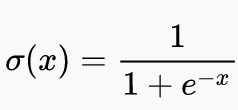 σ(x) = 1 / (1 + e^{-x})